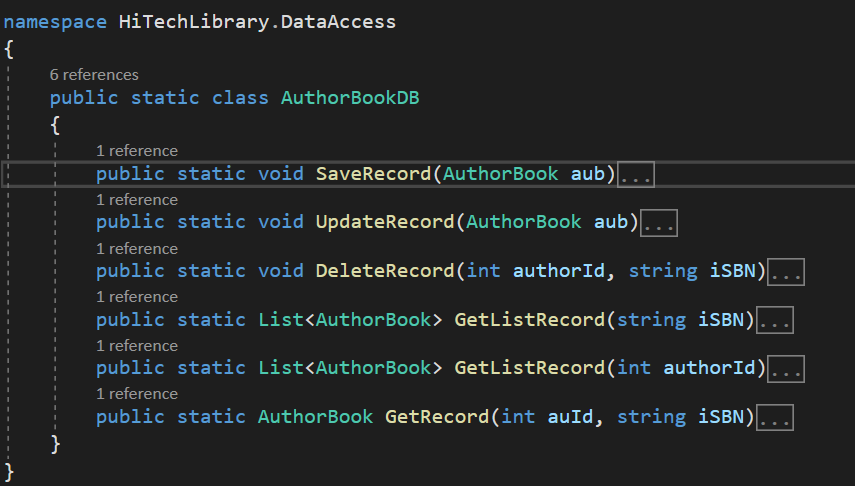 namespace HiTechLibrary.DataAccess
{
6 references
public static class AuthorBookDB
{
1 reference
public static void SaveRecord(AuthorBook aub)...
1 reference
public static void UpdateRecord(AuthorBook aub)...
1 reference
public static void DeleteRecord(int authorId, string iSBN)...
1 reference
public static List<AuthorBook> GetListRecord(string iSBN)...
1 reference
public static List<AuthorBook> GetListRecord(int authorId)...
1 reference
public static AuthorBook GetRecord(int auId, string iSBN)...
}
}